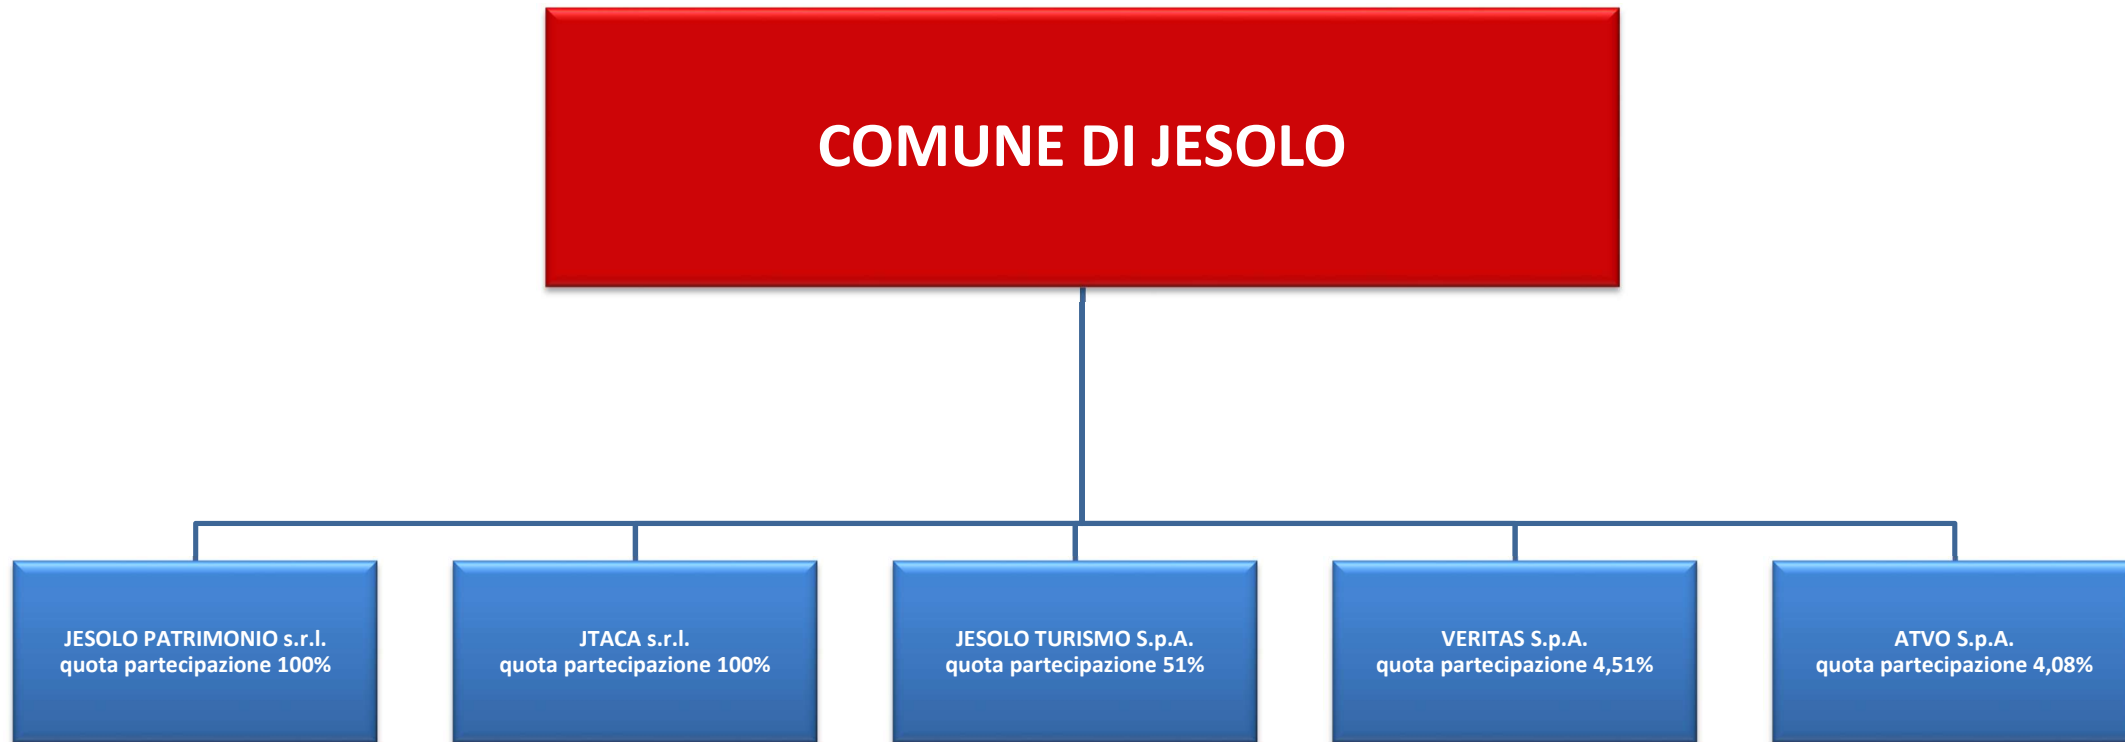 COMUNE DI JESOLO
JESOLO PATRIMONIO s.r.l.
quota partecipazione 100%
JTACA s.r.l.
quota partecipazione 100%
JESOLO TURISMO S.p.A.
quota partecipazione 51%
VERITAS S.p.A.
quota partecipazione 4,51%
ATVO S.p.A.
quota partecipazione 4,08%